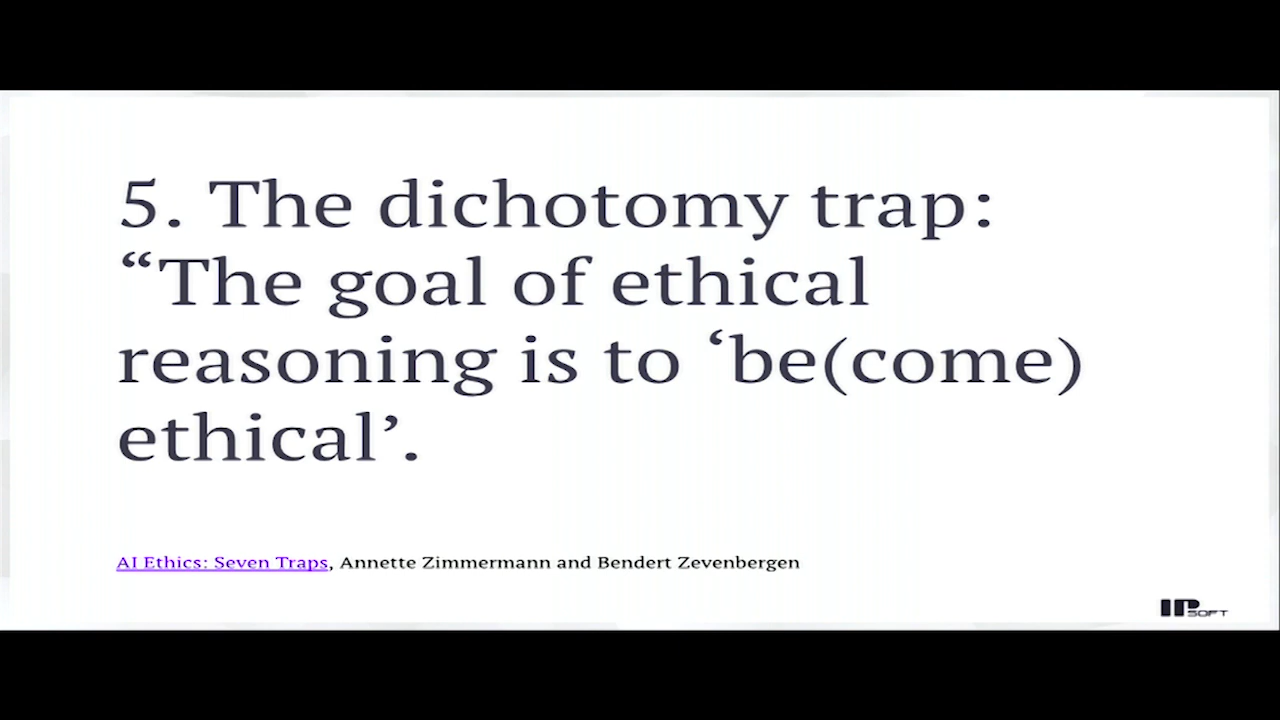 5. The dichotomy trap:
“The goal of ethical
reasoning is to ‘be(come)
ethical’.
AI Ethics: Seven Traps, Annette Zimmermann and Bendert Zevenbergen
IPSOFT